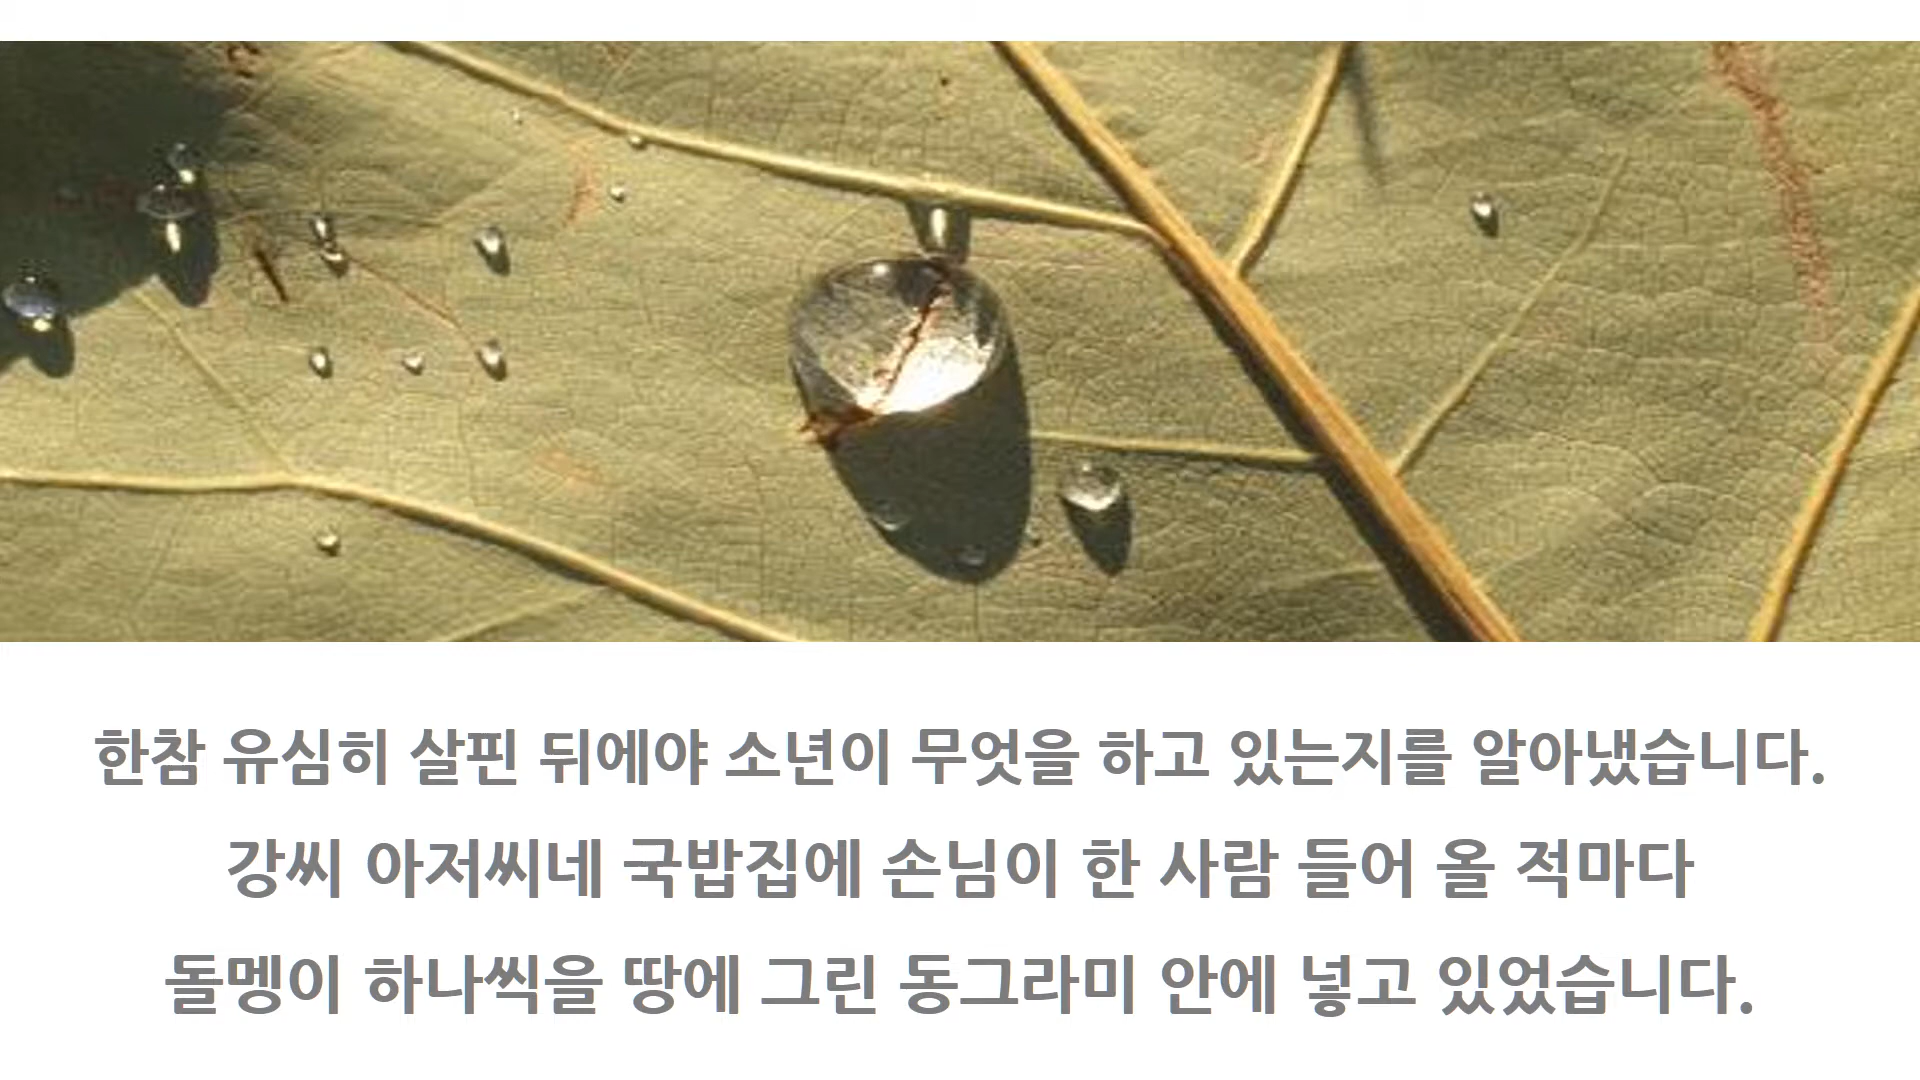 한참 유심히 살핀 뒤에야 소년이 무엇을 하고 있는지를 알아냈습니다.
강씨 아저씨네 국밥집에 손님이 한 사람 들어 올 적마다
돌멩이 하나씩을 땅에 그린 동그라미 안에 넣고 있었습니다.